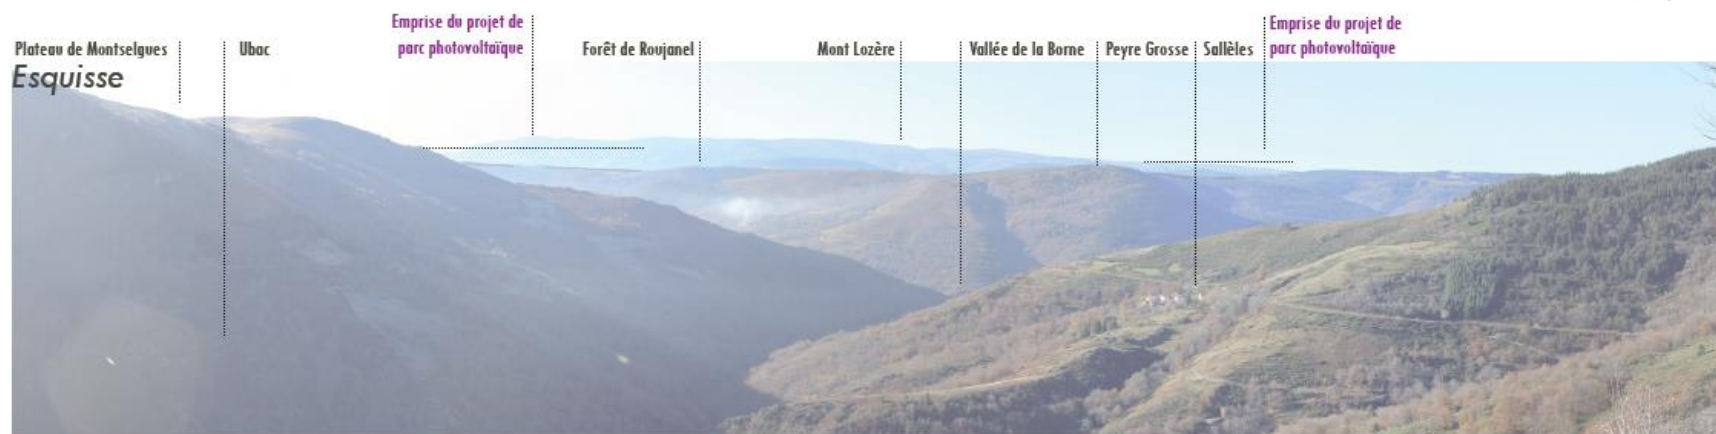 Emprise du projet de
parc photovoltaïque
Emprise du projet de
parc photovoltaïque
Plateau de Montselgues
Ubac
Forêt de Roujanel
Mont Lozère
Vallée de la Borne
Peyre Grosse
Sallèles
Esquisse